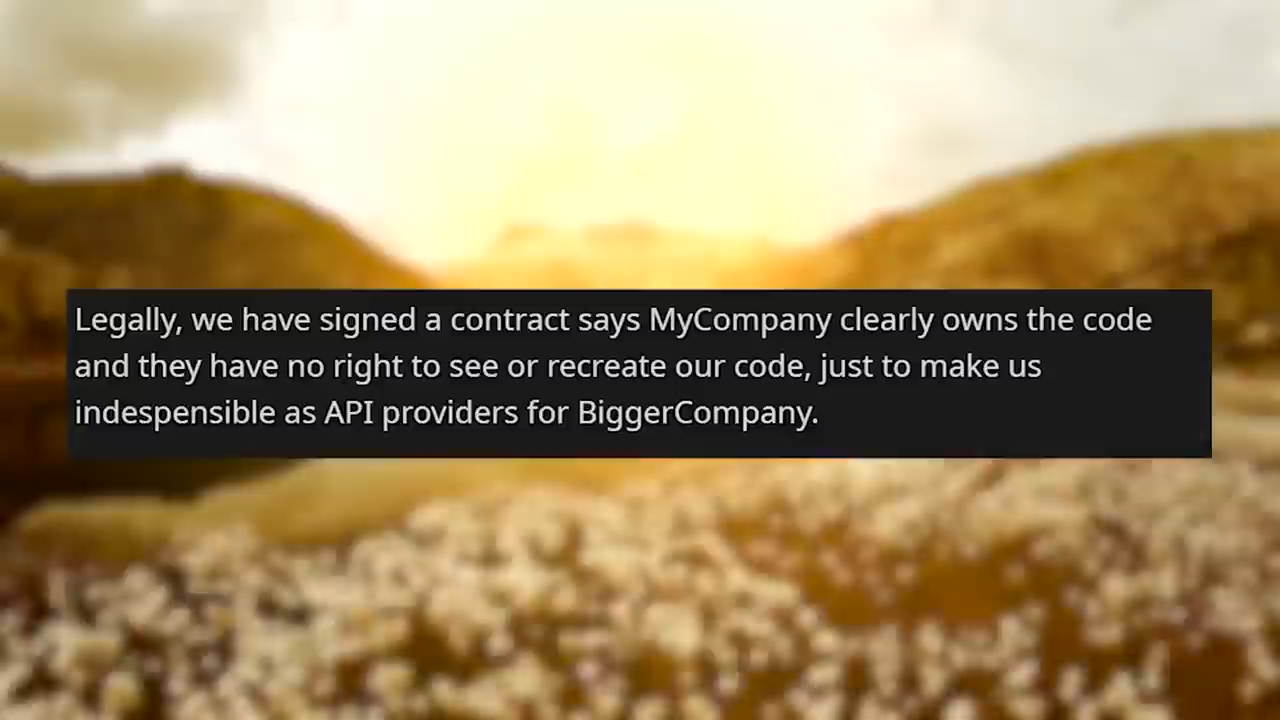 Legally, we have signed a contract says MyCompany clearly owns the code
and they have no right to see or recreate our code, just to make us
indespensible as API providers for BiggerCompany.